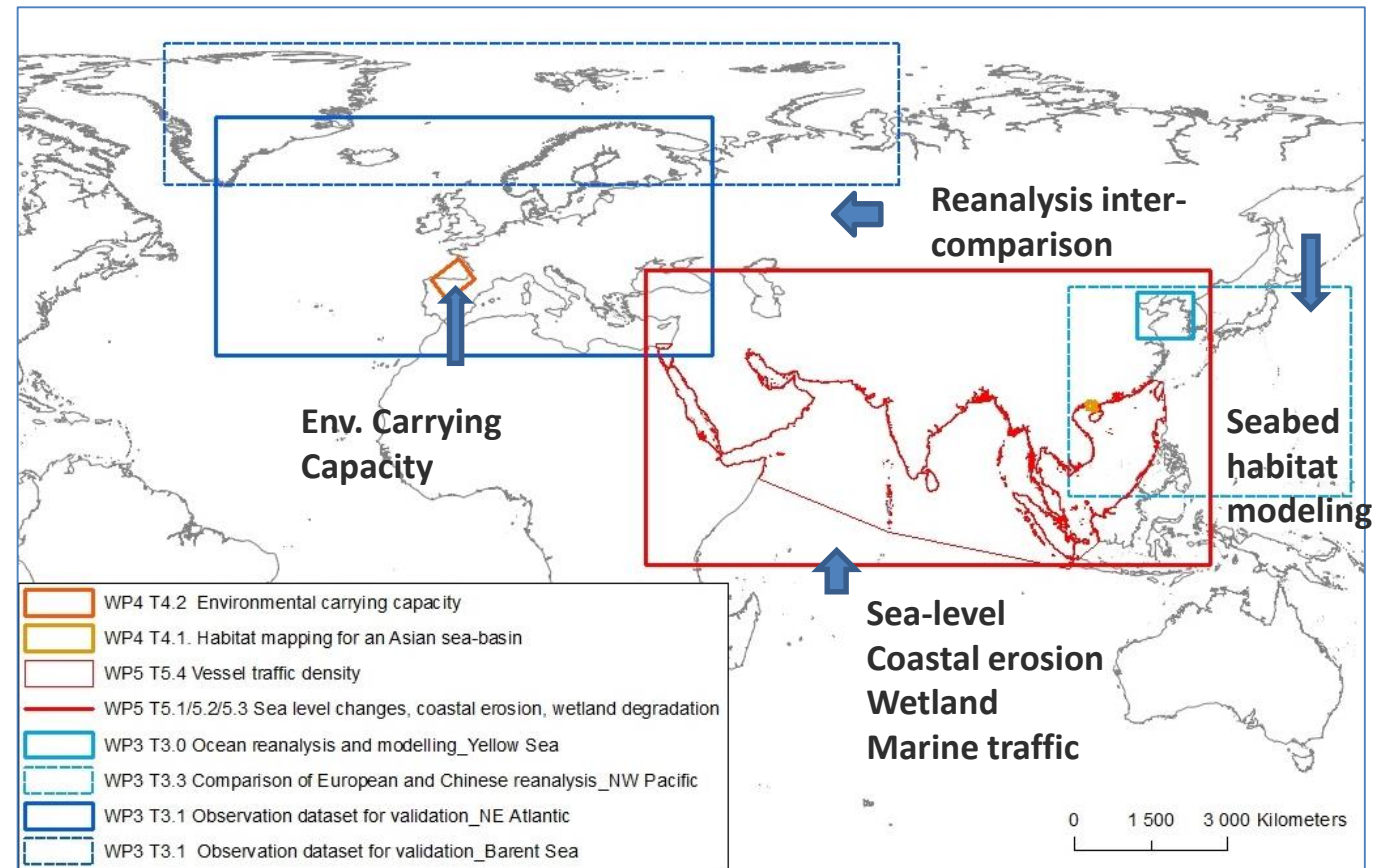 Reanalysis inter-
comparison
Env. Carrying
Capacity
Seabed
habitat
modeling
Sea-level
Coastal erosion
Wetland
Marine traffic
WP4 T4.2 Environmental carrying capacity
WP4 T4.1. Habitat mapping for an Asian sea-basin
WP5 T5.4 Vessel traffic density
WP5 T5.1/5.2/5.3 Sea level changes, coastal erosion, wetland degradation
WP3 T3.0 Ocean reanalysis and modelling_Yellow Sea
WP3 T3.3 Comparison of European and Chinese reanalysis_NW Pacific
WP3 T3.1 Observation dataset for validation_NE Atlantic
WP3 T3.1 Observation dataset for validation_Barent Sea
0 1 500 3 000 Kilometers